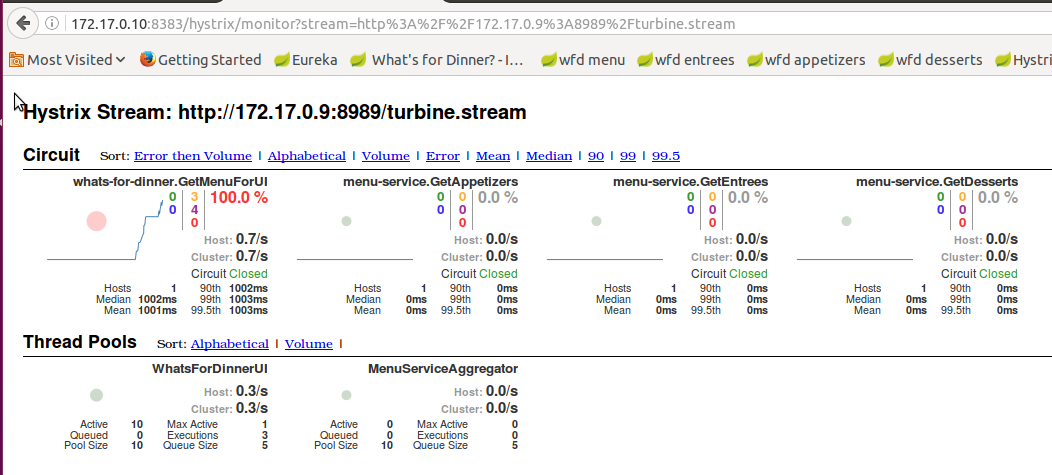 172.17.0.10:8383/hystrix/monitor?stream=http%3A%2F%2F172.17.0.9%3A8989%2Fturbine.stream
Most Visited Getting Started Eureka What's for Dinner? - I... wfd menu wfd entrees wfd appetizers wfd desserts Hystri
Hystrix Stream: http://172.17.0.9:8989/turbine.stream
Circuit Sort: Error then Volume | Alphabetical | Volume | Error | Mean | Median | 90 | 99 | 99.5
whats-for-dinner.GetMenuForUI
0 3 100.0 %
0 4
0
Host: 0.7/s
Cluster: 0.7/s
Circuit Closed
Hosts 1 90th 1002ms
Median 1002ms 99th 1003ms
Mean 1001ms 99.5th 1003ms
menu-service.GetAppetizers
0 0 0.0 %
0 0
0
Host: 0.0/s
Cluster: 0.0/s
Circuit Closed
Hosts 1 90th 0ms
Median 0ms 99th 0ms
Mean 0ms 99.5th 0ms
menu-service.GetEntrees
0 0 0.0 %
0 0
0
Host: 0.0/s
Cluster: 0.0/s
Circuit Closed
Hosts 1 90th 0ms
Median 0ms 99th 0ms
Mean 0ms 99.5th 0ms
menu-service.GetDesserts
0 0 0.0 %
0 0
0
Host: 0.0/s
Cluster: 0.0/s
Circuit Closed
Hosts 1 90th 0ms
Median 0ms 99th 0ms
Mean 0ms 99.5th 0ms
Thread Pools Sort: Alphabetical | Volume |
WhatsForDinnerUI
Host: 0.3/s
Cluster: 0.3/s
Active 10 Max Active 1
Queued 0 Executions 3
Pool Size 10 Queue Size 5
MenuServiceAggregator
Host: 0.0/s
Cluster: 0.0/s
Active 0 Max Active 0
Queued 0 Executions 0
Pool Size 10 Queue Size 5